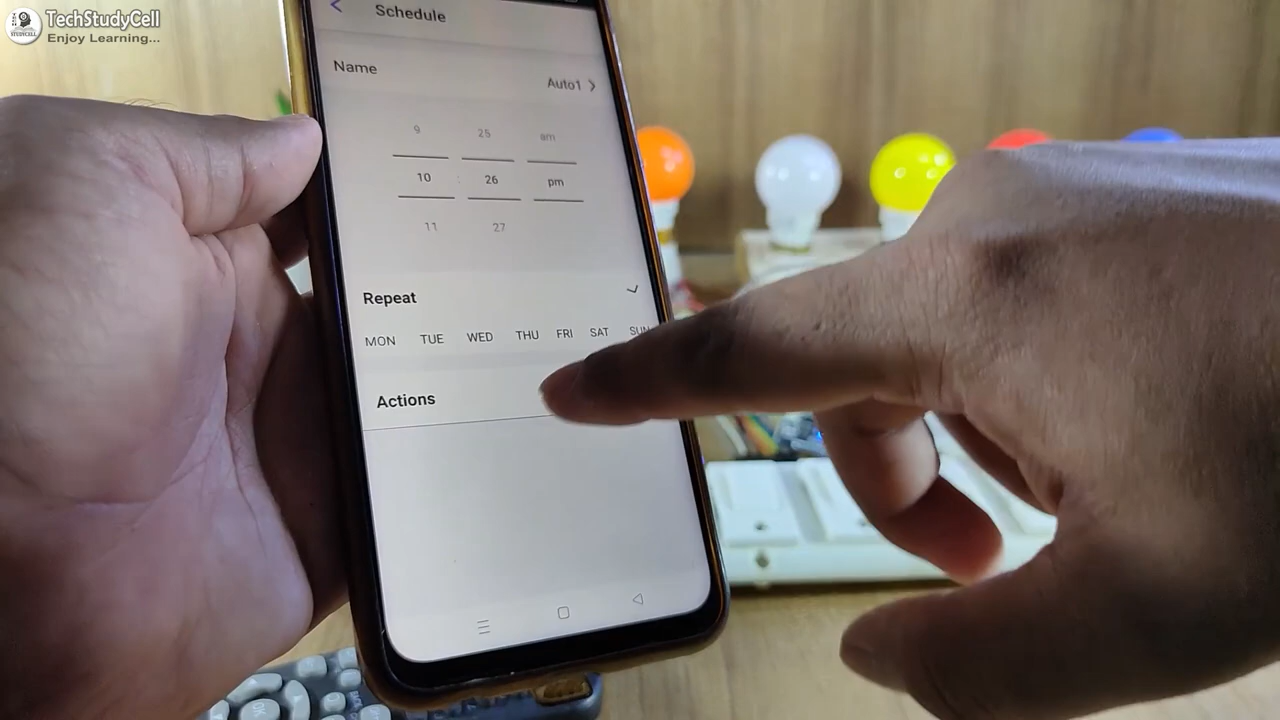 TechStudyCell
Enjoy Learning...
Schedule
Name
Auto1
9 25 am
10 : 26 pm
11 27
Repeat
MON TUE WED THU FRI SAT SUN
Actions
OK